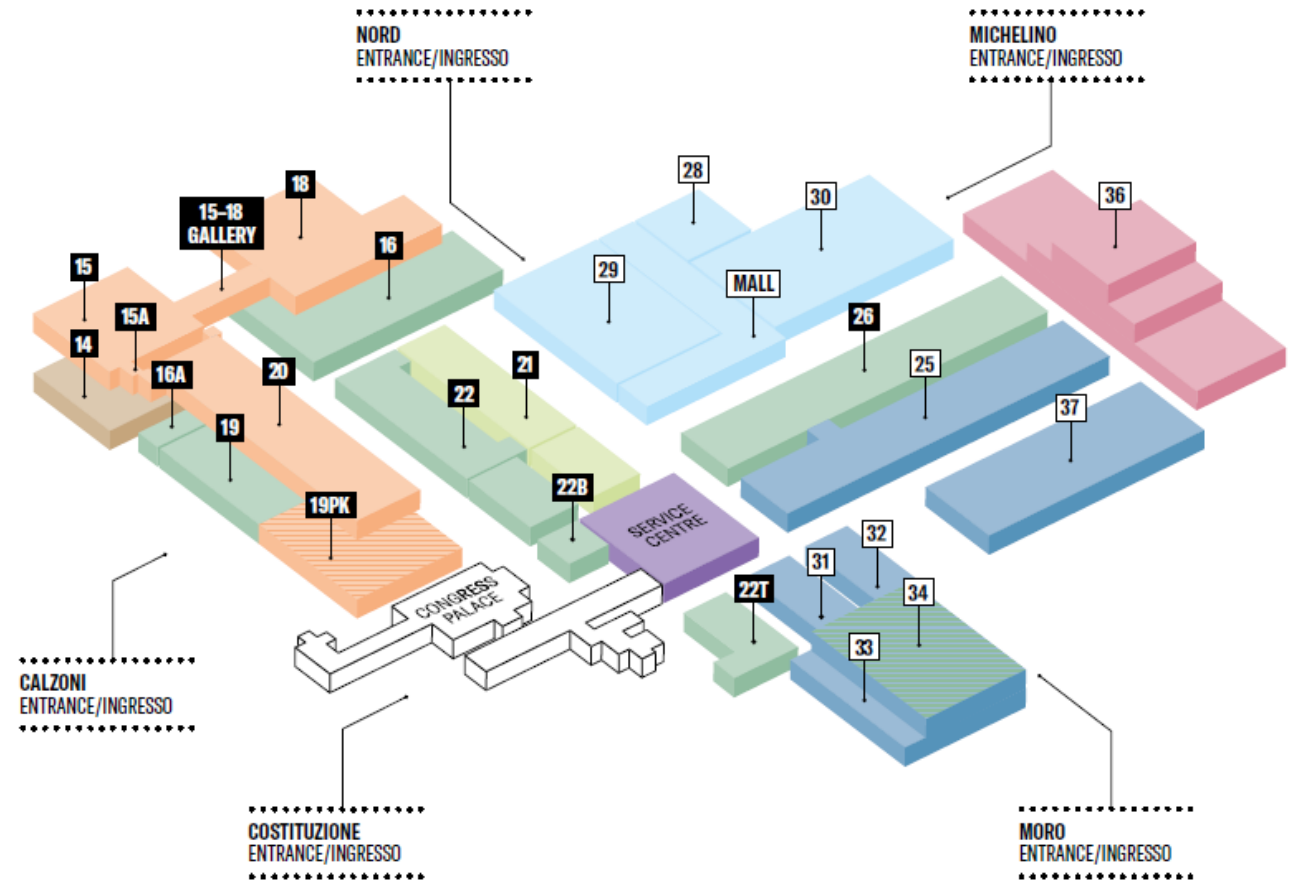 NORD
ENTRANCE/INGRESSO
MICHELINO
ENTRANCE/INGRESSO
28
18
30
36
15-18
GALLERY
16
15
29
MALL
15A
26
14
16A
20
21
25
22
37
19
22B
19PK
SERVICE
CENTRE
32
31
CONGRESS
PALACE
22T
34
33
CALZONI
ENTRANCE/INGRESSO
COSTITUZIONE
ENTRANCE/INGRESSO
MORO
ENTRANCE/INGRESSO